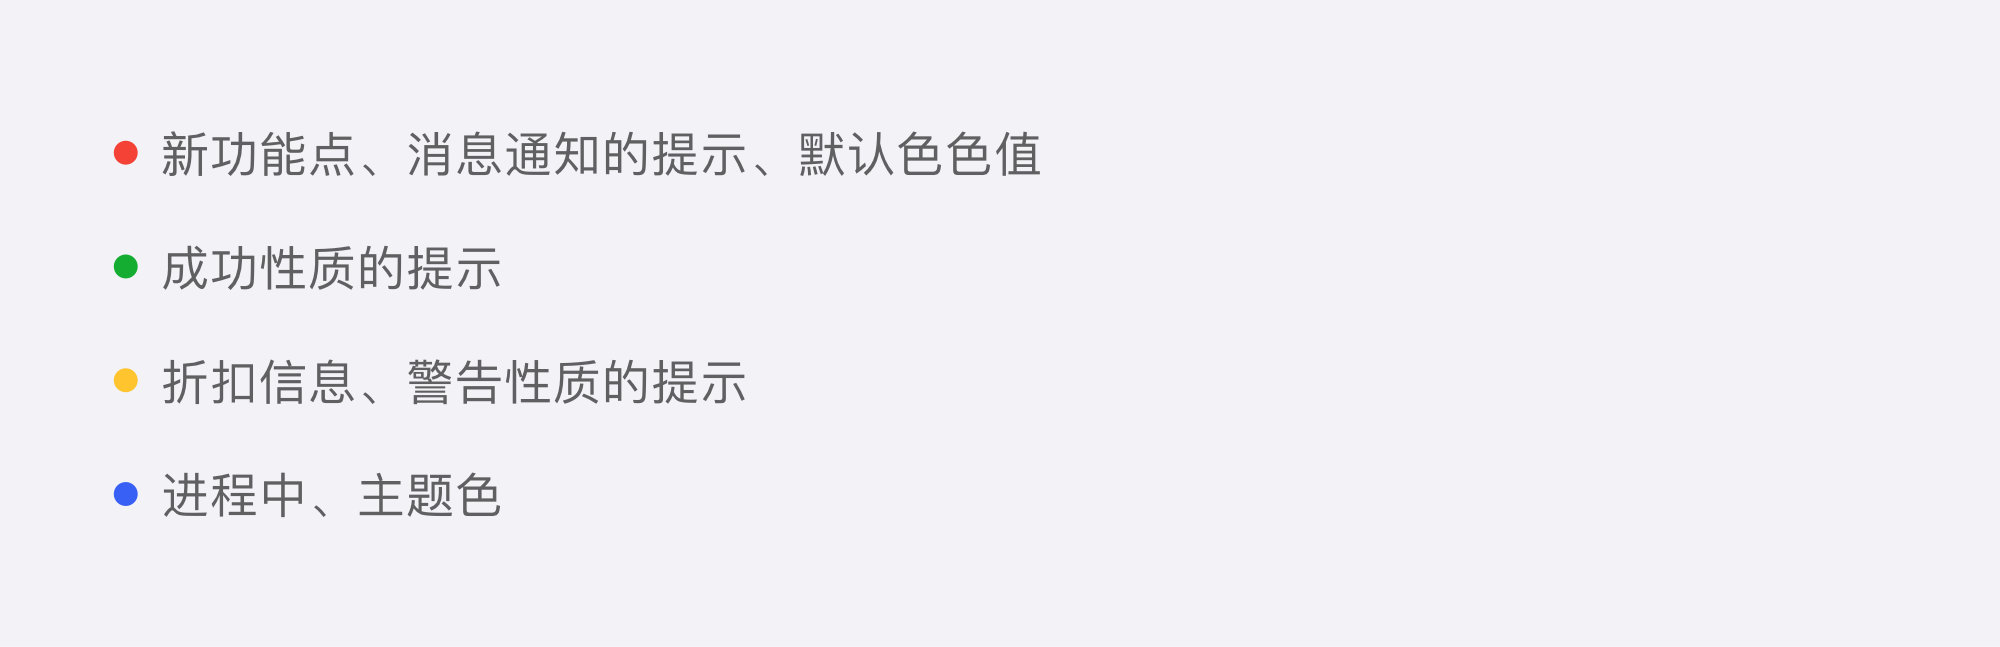 新功能点、消息通知的提示、默认色色值
成功性质的提示
折扣信息、警告性质的提示
进程中、主题色